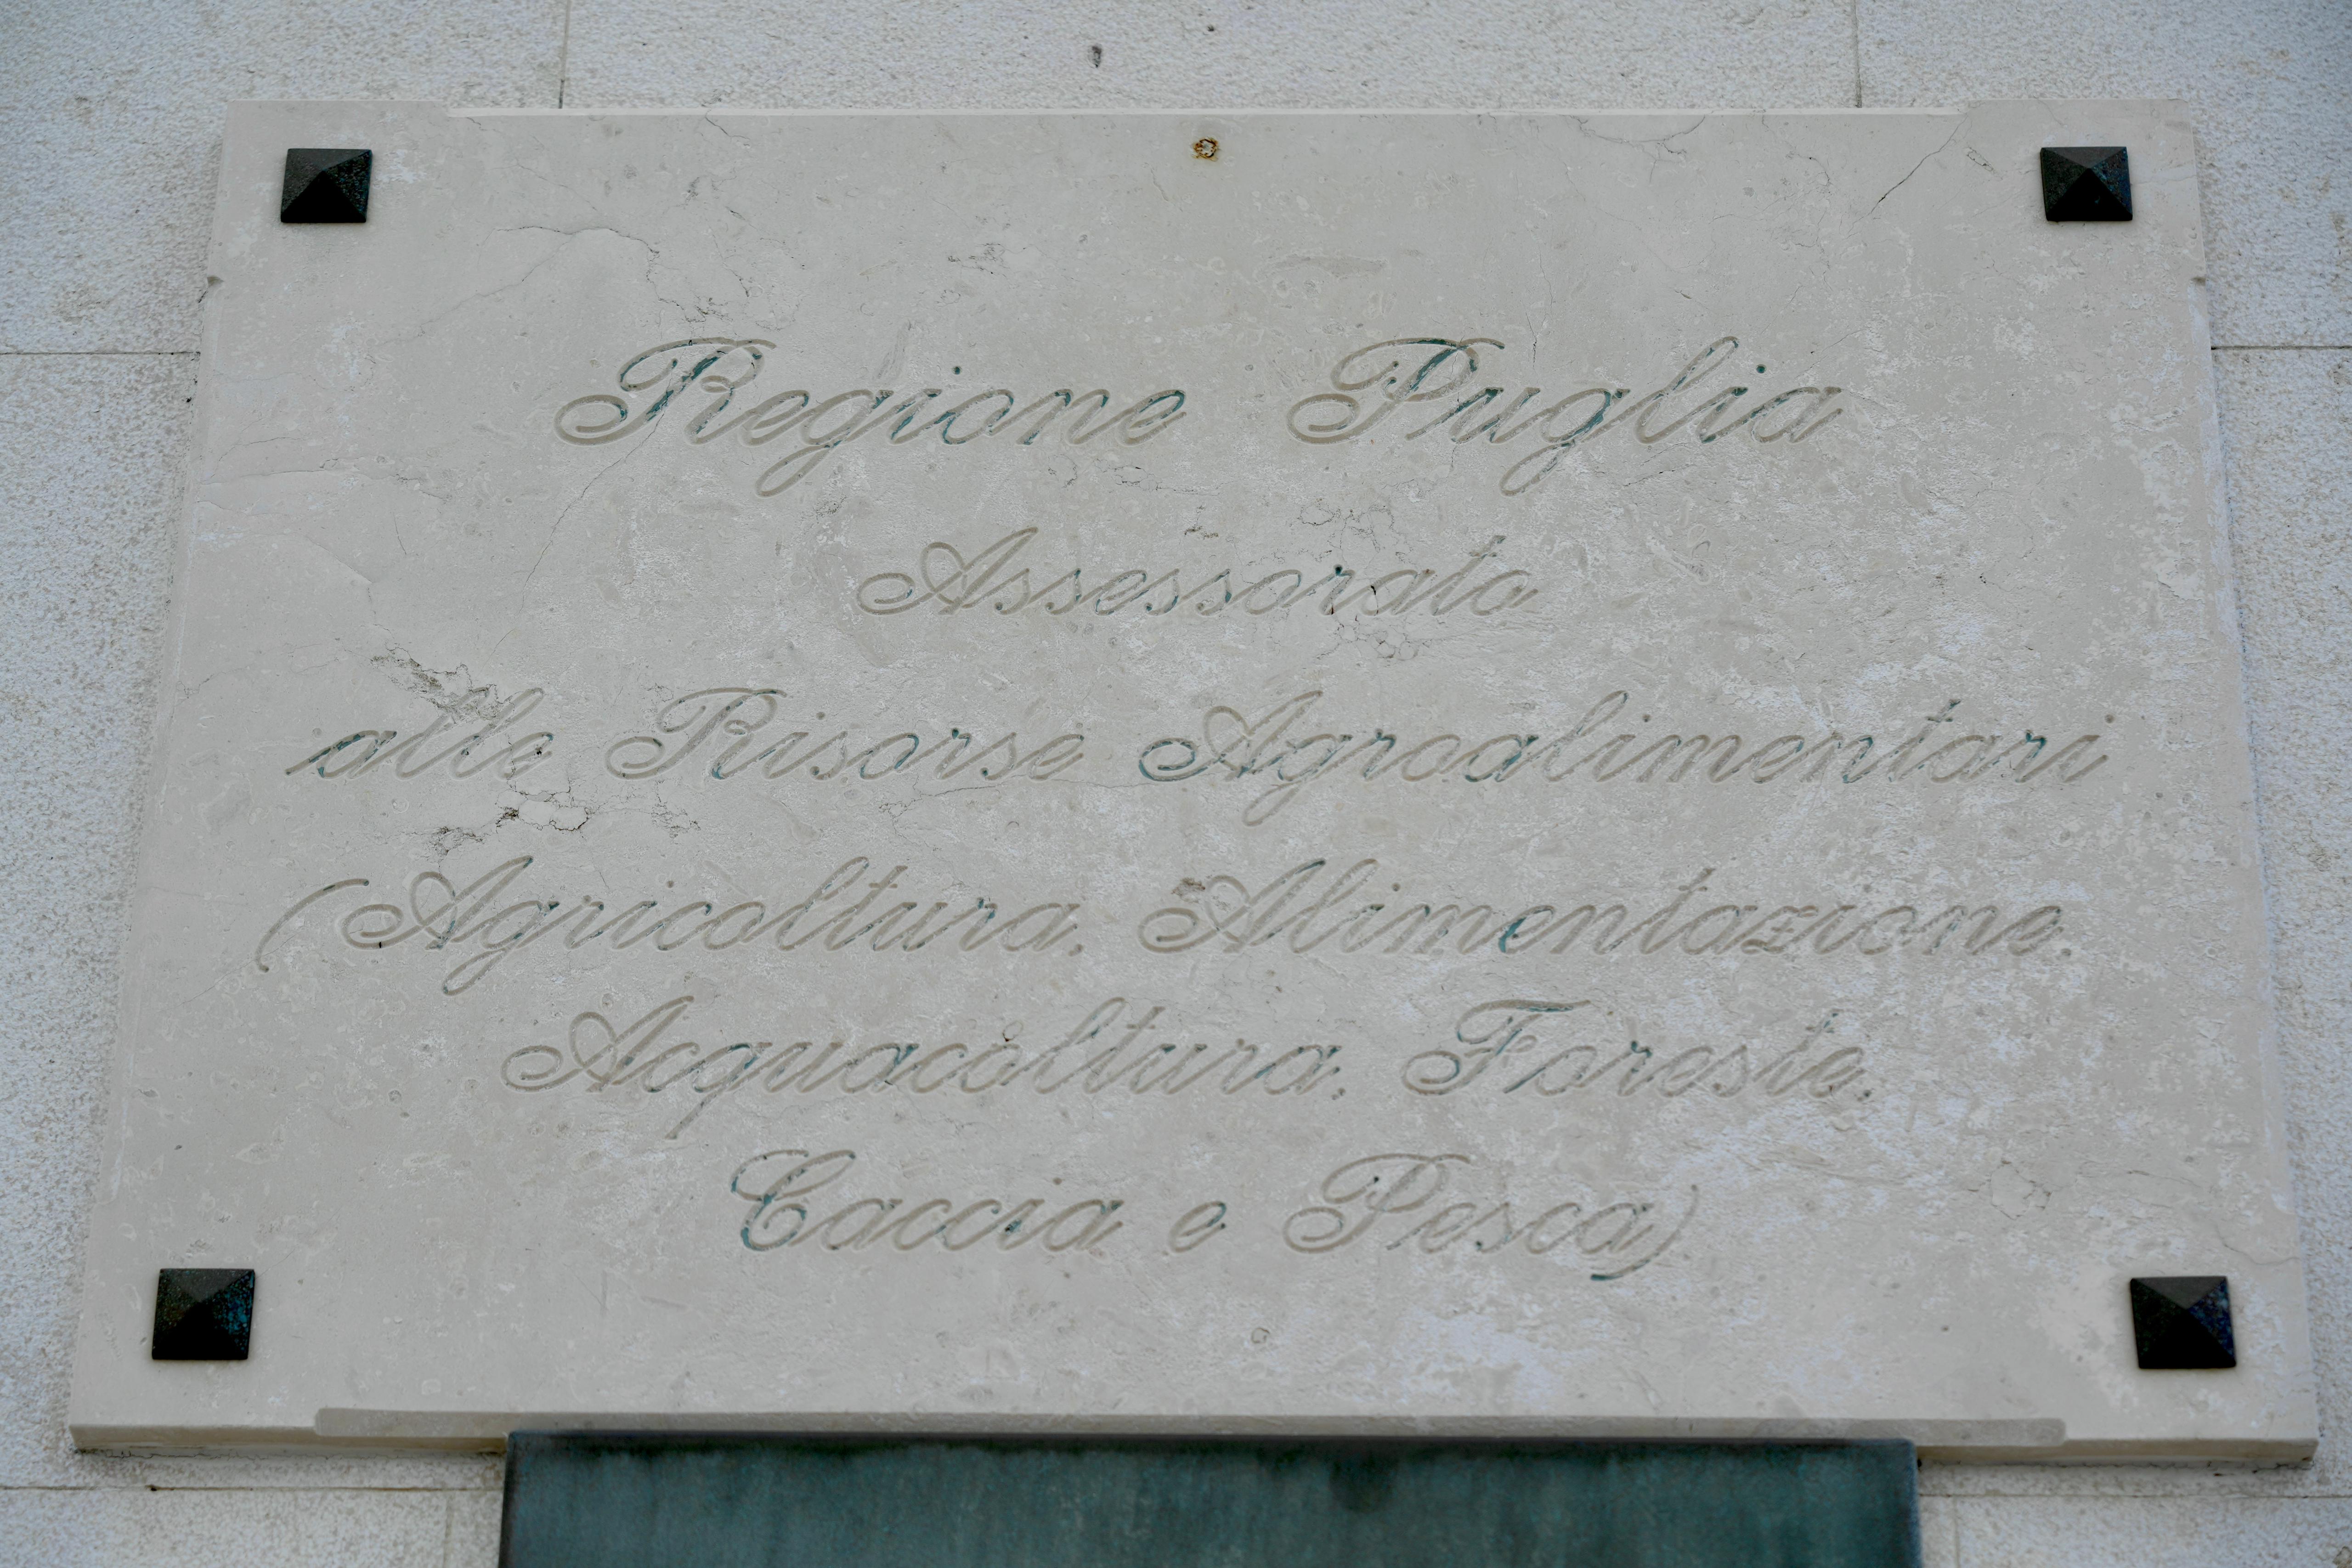 Regione Puglia
Assessorato
alle Risorse Agroalimentari
(Agricoltura, Alimentazione,
Acquacoltura, Foreste,
Caccia e Pesca)